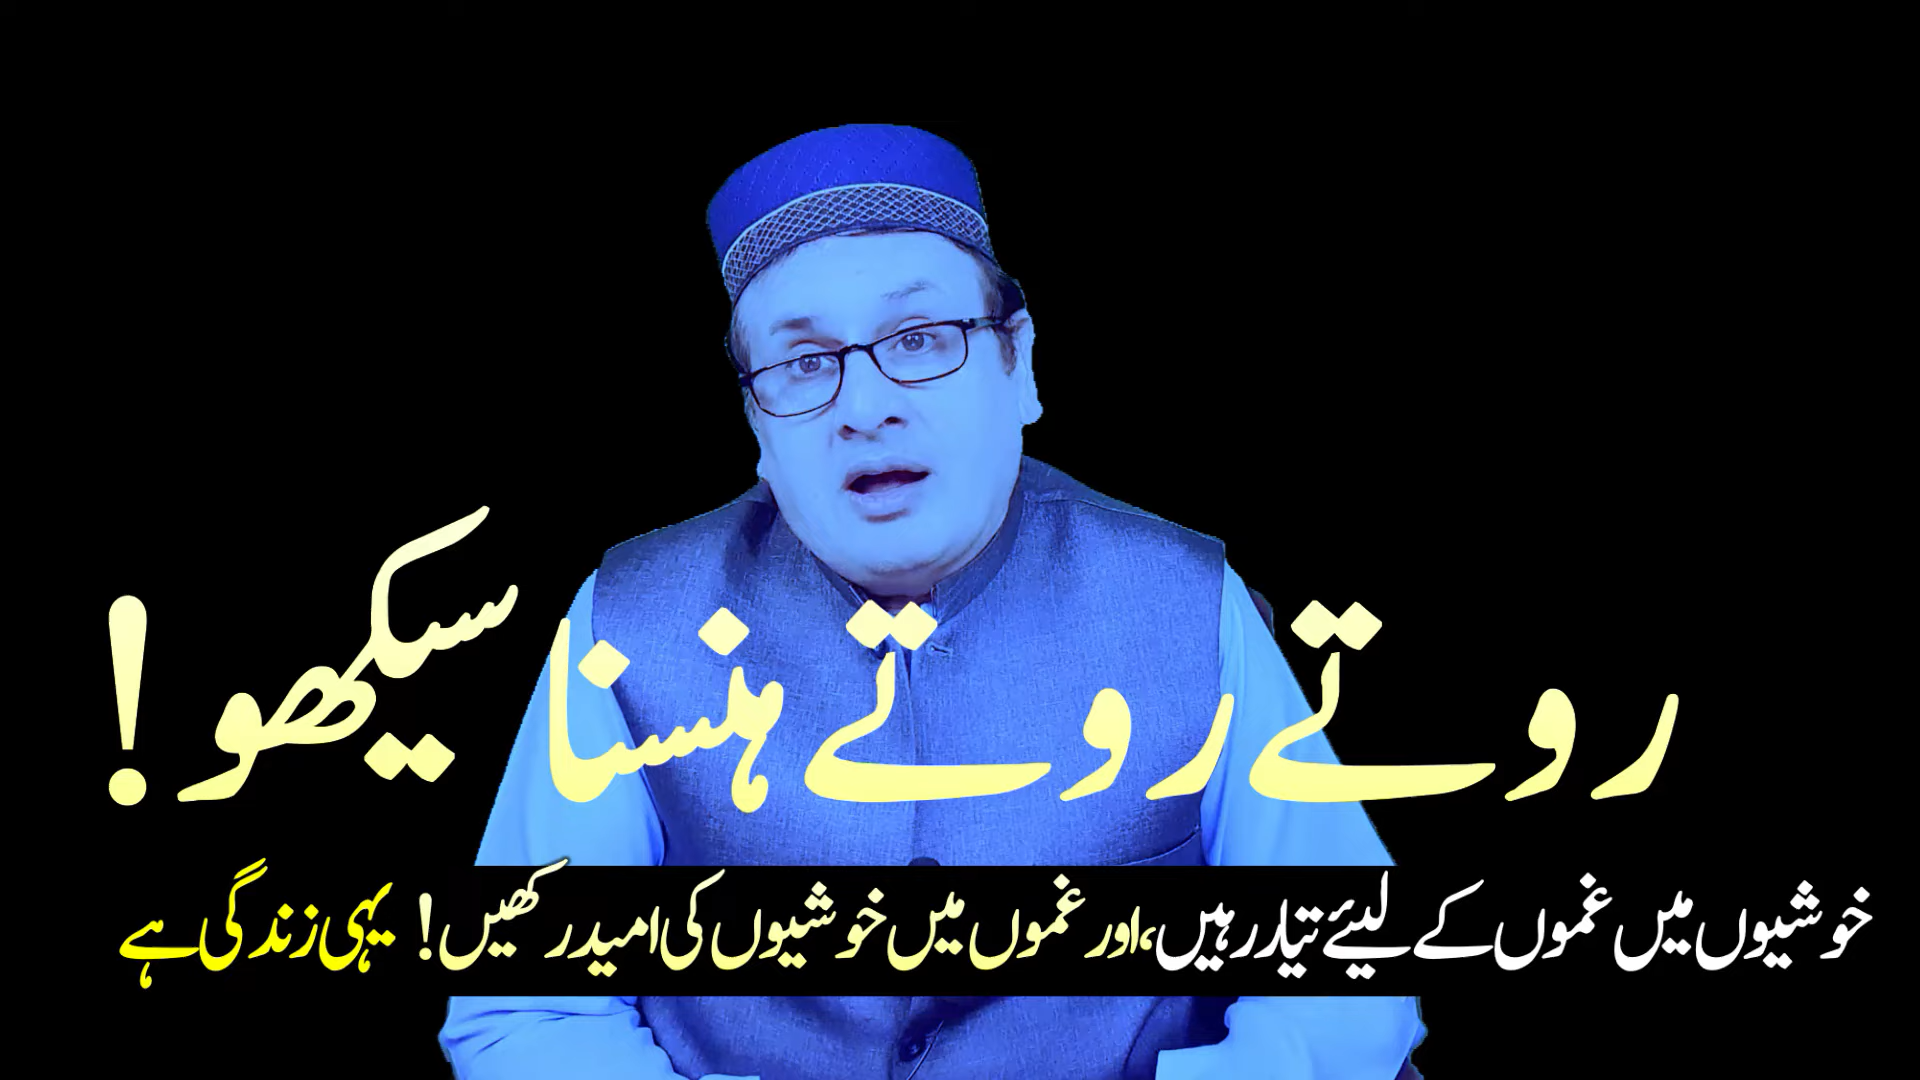 روتے روتے ہنسنا سیکھو!
خوشیوں میں غموں کے لیئے تیار رہیں، اور غموں میں خوشیوں کی امید رکھیں! یہی زندگی ہے